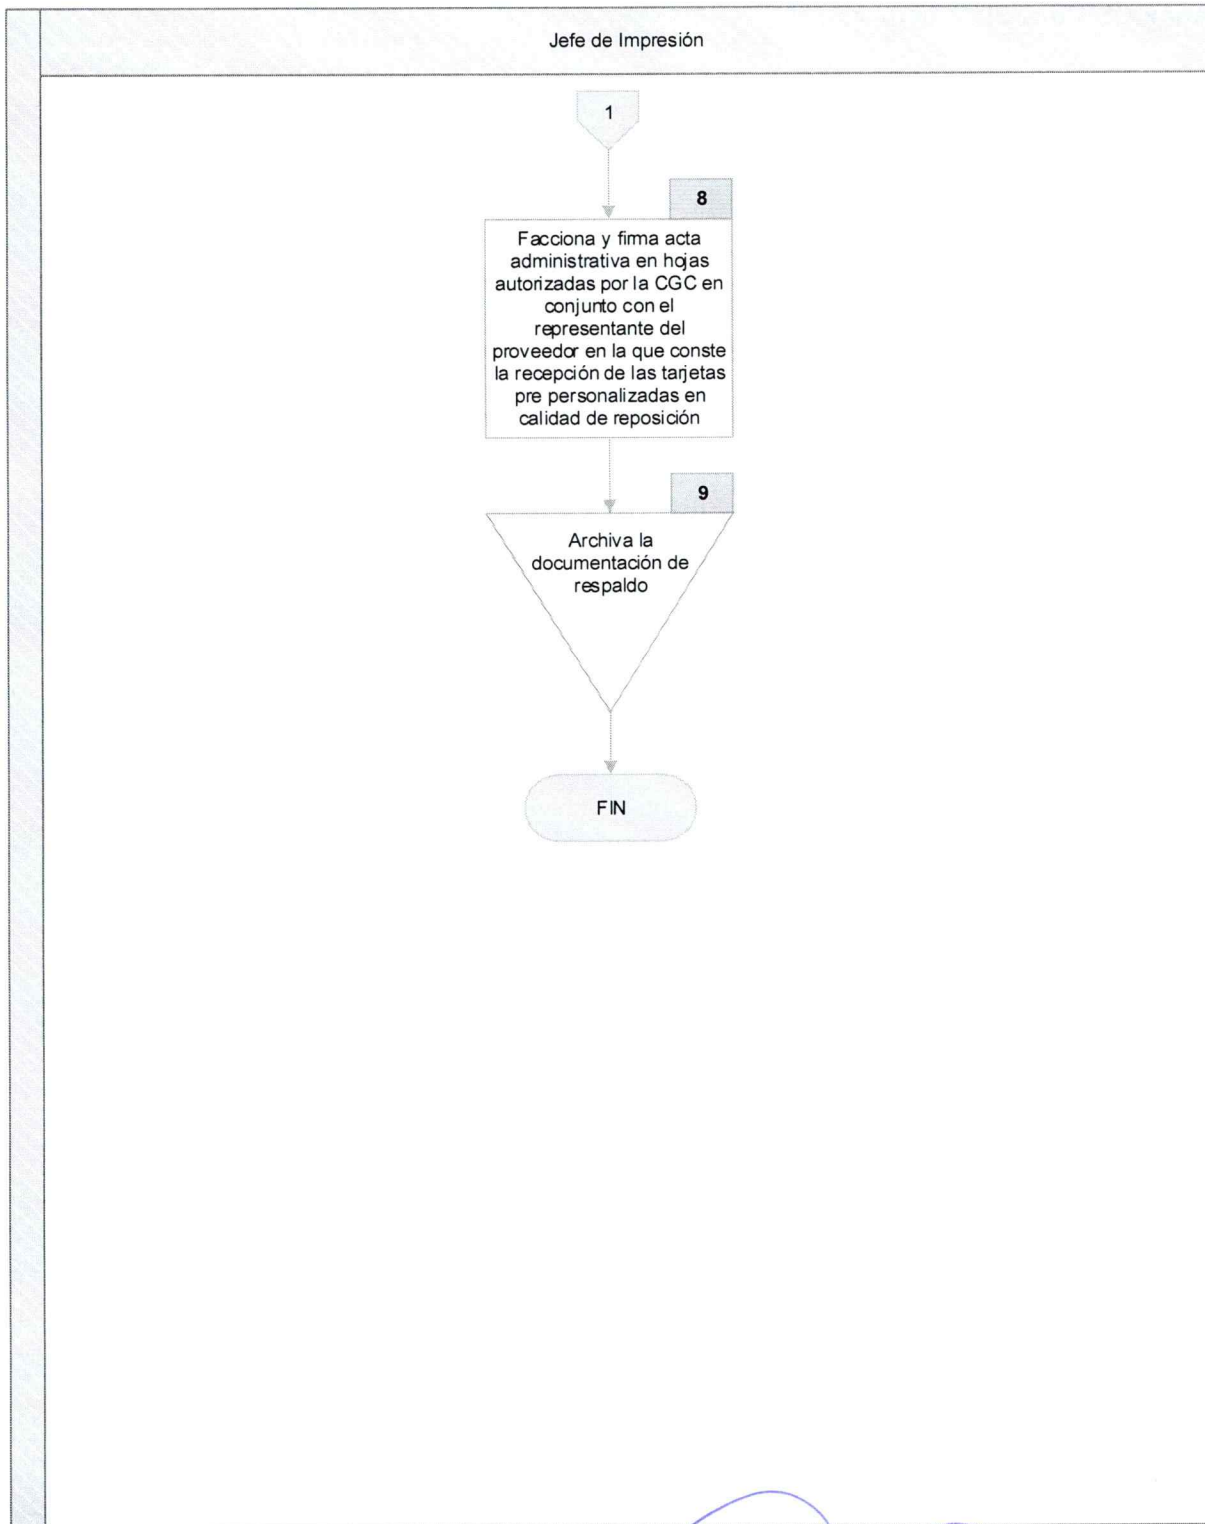 Jefe de Impresión
1
8
Facciona y firma acta
administrativa en hojas
autorizadas por la CGC en
conjunto con el
representante del
proveedor en la que conste
la recepción de las tarjetas
pre personalizadas en
calidad de reposición
9
Archiva la
documentación de
respaldo
FIN